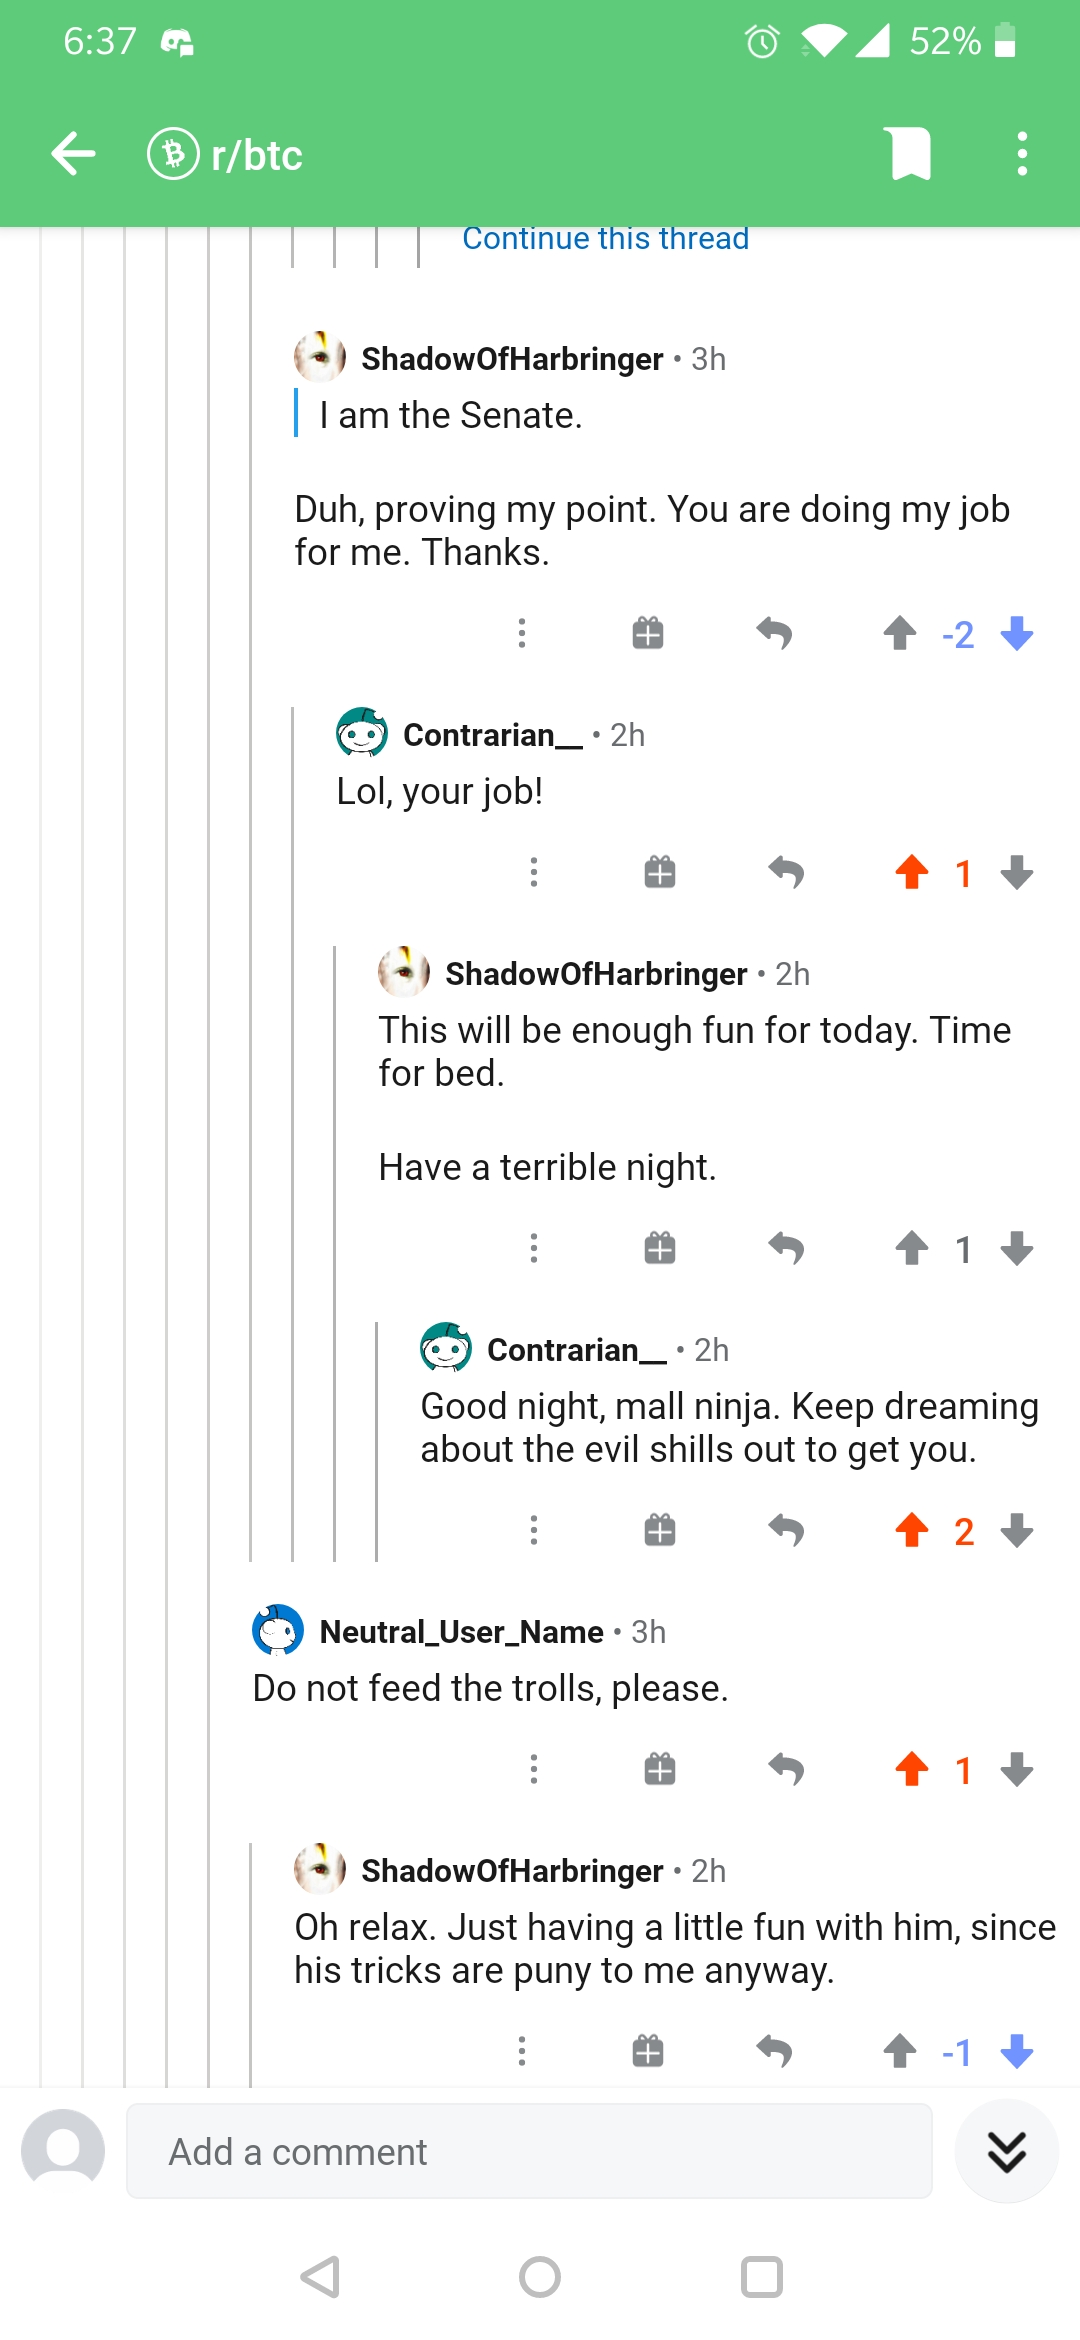 6:37
52%
r/btc
Continue this thread
ShadowOfHarbringer • 3h
I am the Senate.
Duh, proving my point. You are doing my job
for me. Thanks.
-2
Contrarian__ • 2h
Lol, your job!
1
ShadowOfHarbringer • 2h
This will be enough fun for today. Time
for bed.
Have a terrible night.
1
Contrarian__ • 2h
Good night, mall ninja. Keep dreaming
about the evil shills out to get you.
2
Neutral_User_Name • 3h
Do not feed the trolls, please.
1
ShadowOfHarbringer • 2h
Oh relax. Just having a little fun with him, since
his tricks are puny to me anyway.
-1
Add a comment